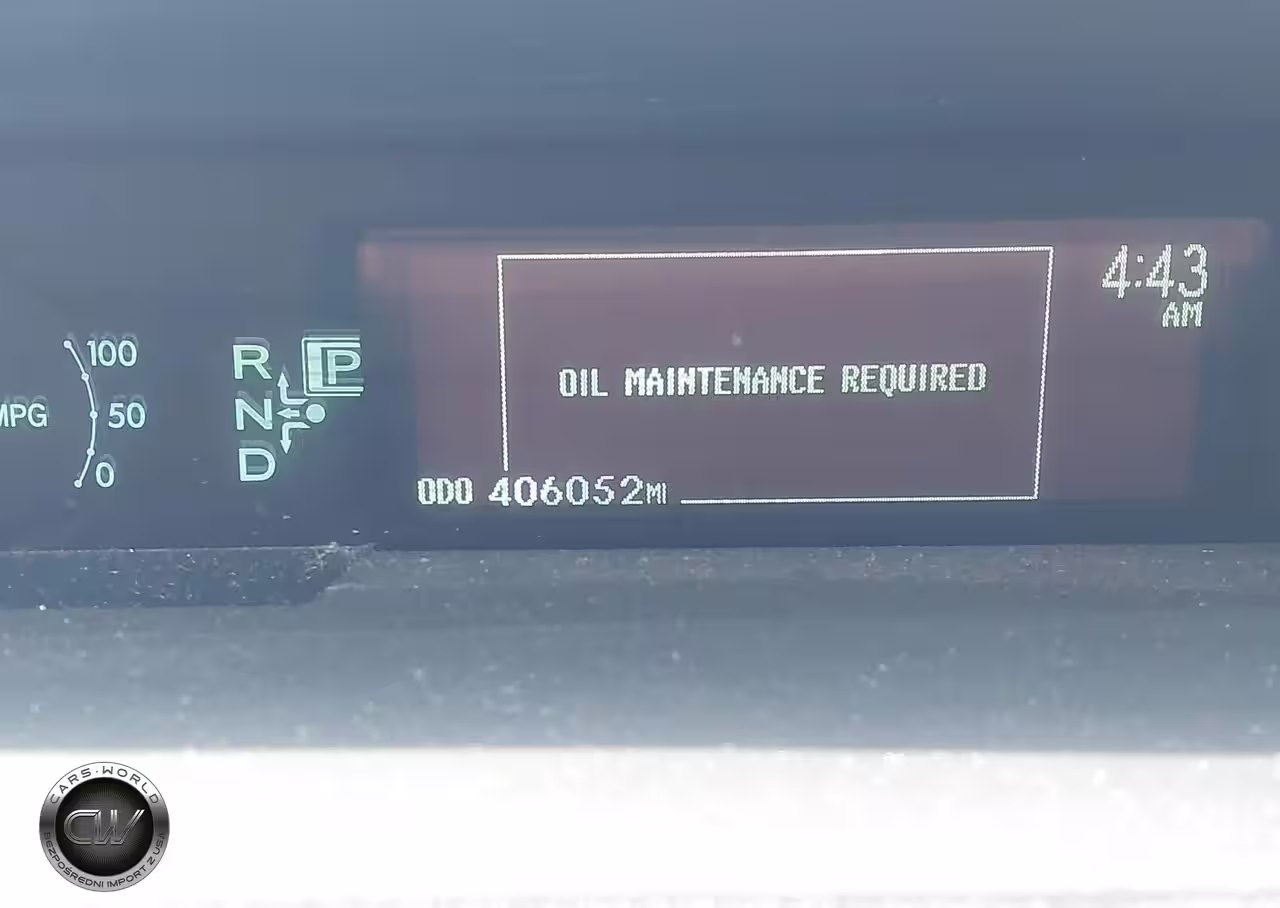 4:43
AM
OIL MAINTENANCE REQUIRED
ODO 406052MI
100
MPG 50
0
R P
N
D
CARS·WORLD
CW
BEZPOŚREDNI IMPORT Z USA